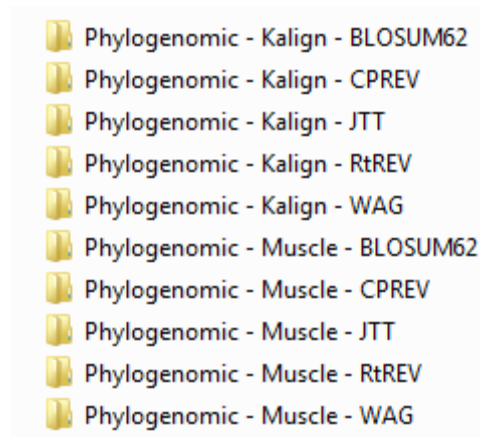 Phylogenomic - Kalign - BLOSUM62
Phylogenomic - Kalign - CPREV
Phylogenomic - Kalign - JTT
Phylogenomic - Kalign - RtREV
Phylogenomic - Kalign - WAG
Phylogenomic - Muscle - BLOSUM62
Phylogenomic - Muscle - CPREV
Phylogenomic - Muscle - JTT
Phylogenomic - Muscle - RtREV
Phylogenomic - Muscle - WAG